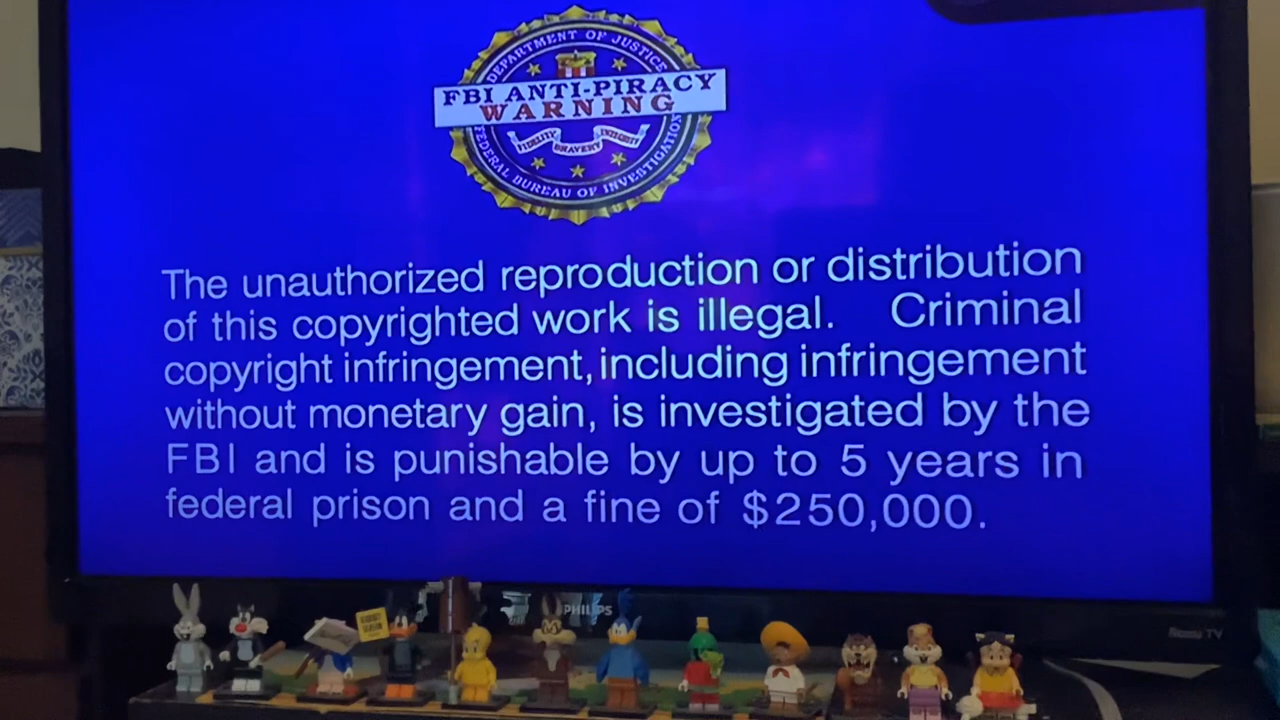 DEPARTMENT OF JUSTICE
FBI ANTI-PIRACY
WARNING
FIDELITY BRAVERY INTEGRITY
FEDERAL BUREAU OF INVESTIGATION
The unauthorized reproduction or distribution
of this copyrighted work is illegal. Criminal
copyright infringement, including infringement
without monetary gain, is investigated by the
FBI and is punishable by up to 5 years in
federal prison and a fine of $250,000.
PHILIPS
Roku TV